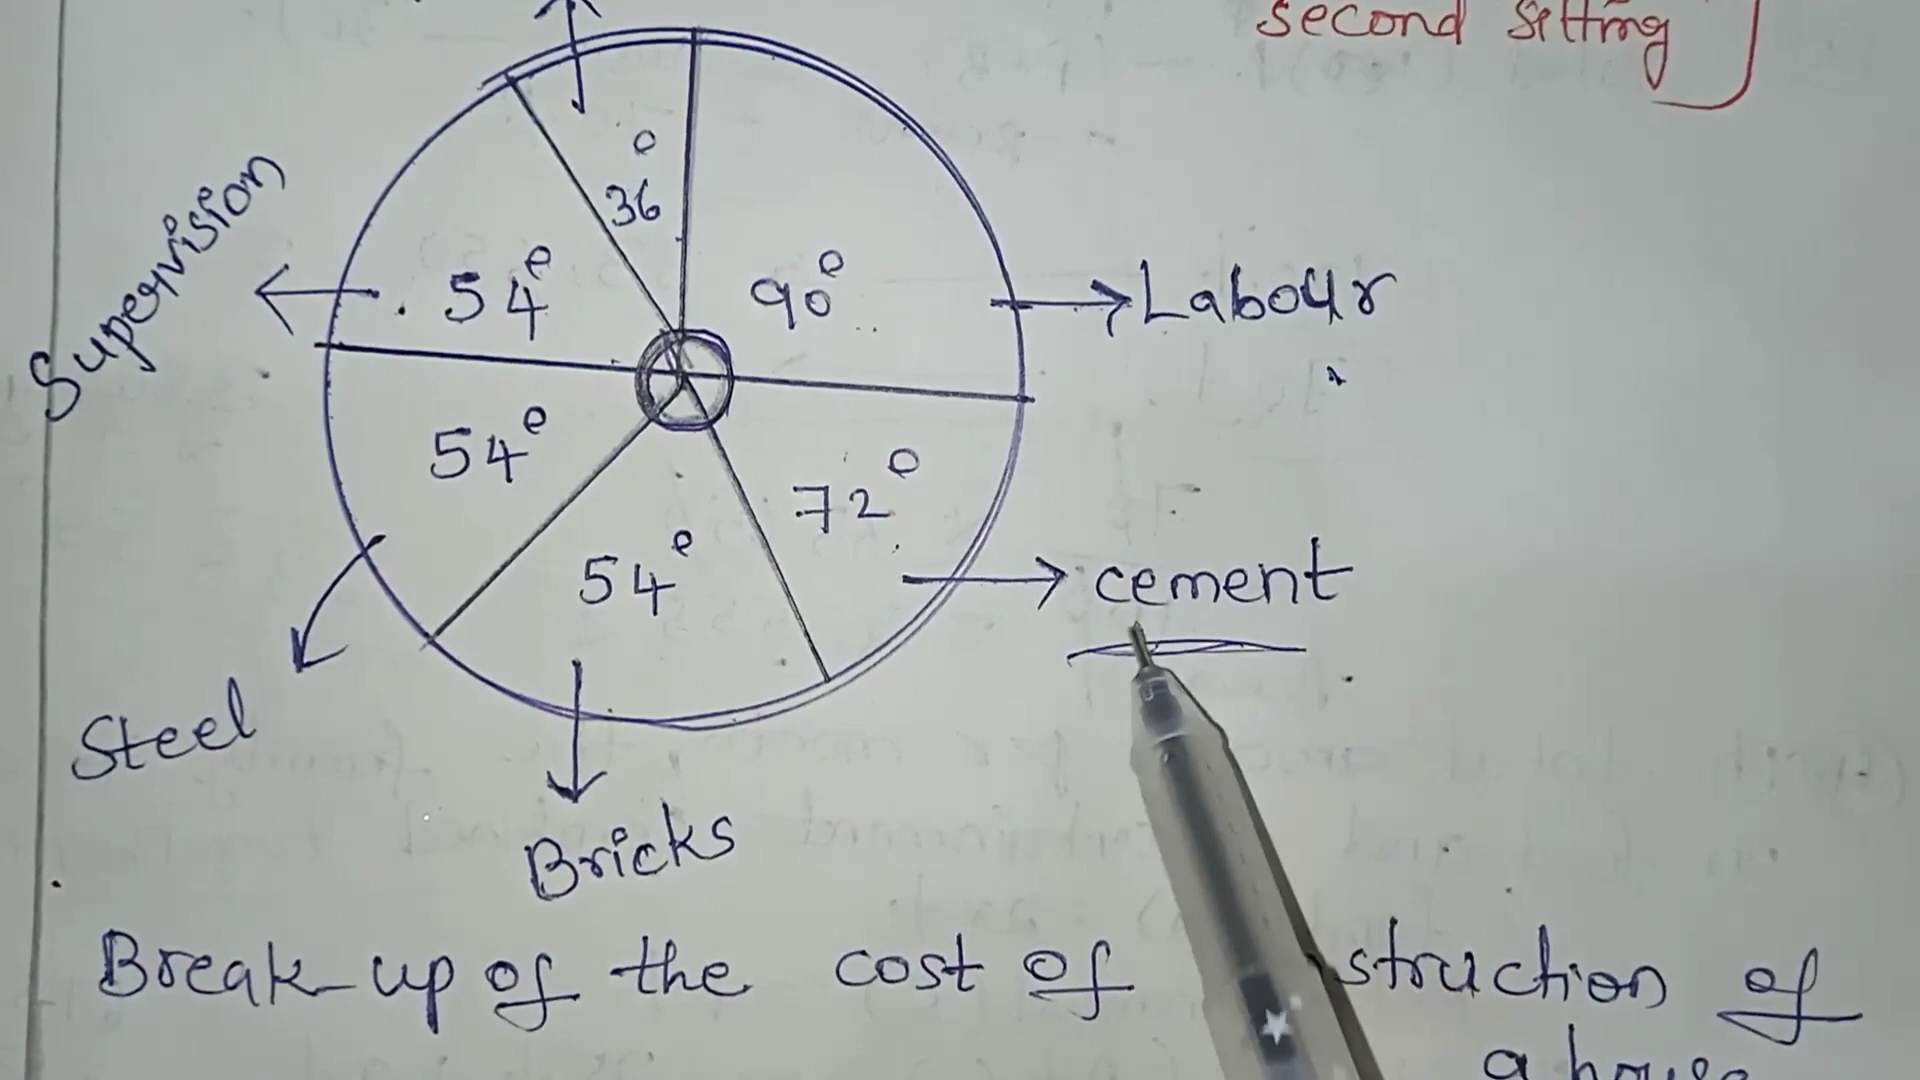 second sitting
36°
Supervision
54°
90°
Labour
54°
72°
54°
cement
Steel
Bricks
Break-up of the cost of struction of
a house